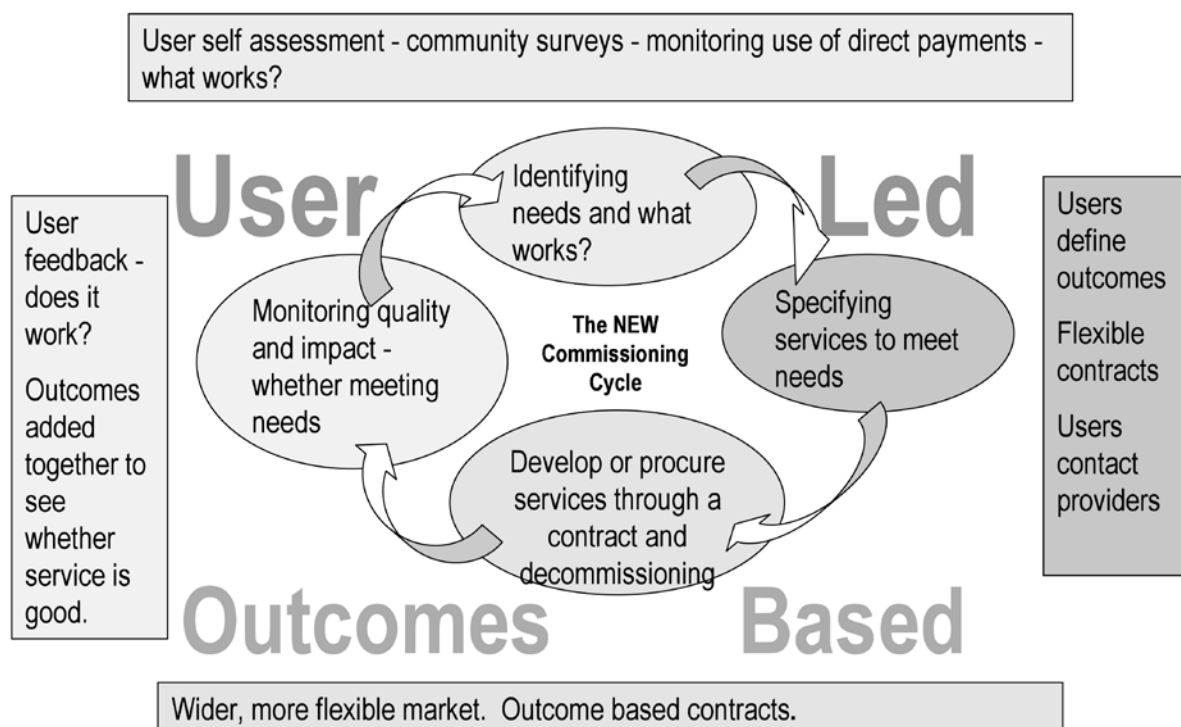 User self assessment - community surveys - monitoring use of direct payments -
what works?
User
Led
Identifying
needs and what
works?
User
feedback -
does it
work?
Outcomes
added
together to
see
whether
service is
good.
Monitoring quality
and impact -
whether meeting
needs
The NEW
Commissioning
Cycle
Specifying
services to meet
needs
Users
define
outcomes
Flexible
contracts
Users
contact
providers
Develop or procure
services through a
contract and
decommissioning
Outcomes
Based
Wider, more flexible market.  Outcome based contracts.